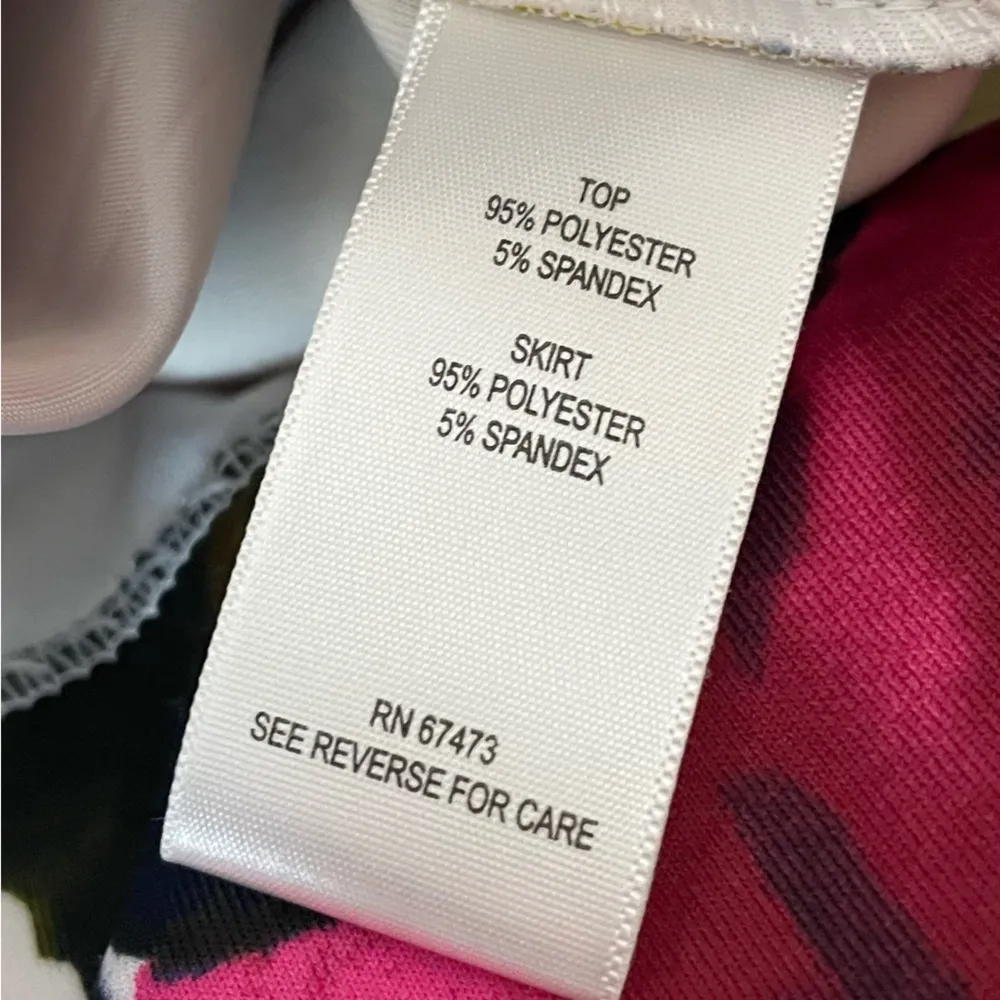 TOP
95% POLYESTER
5% SPANDEX
SKIRT
95% POLYESTER
5% SPANDEX
RN 67473
SEE REVERSE FOR CARE